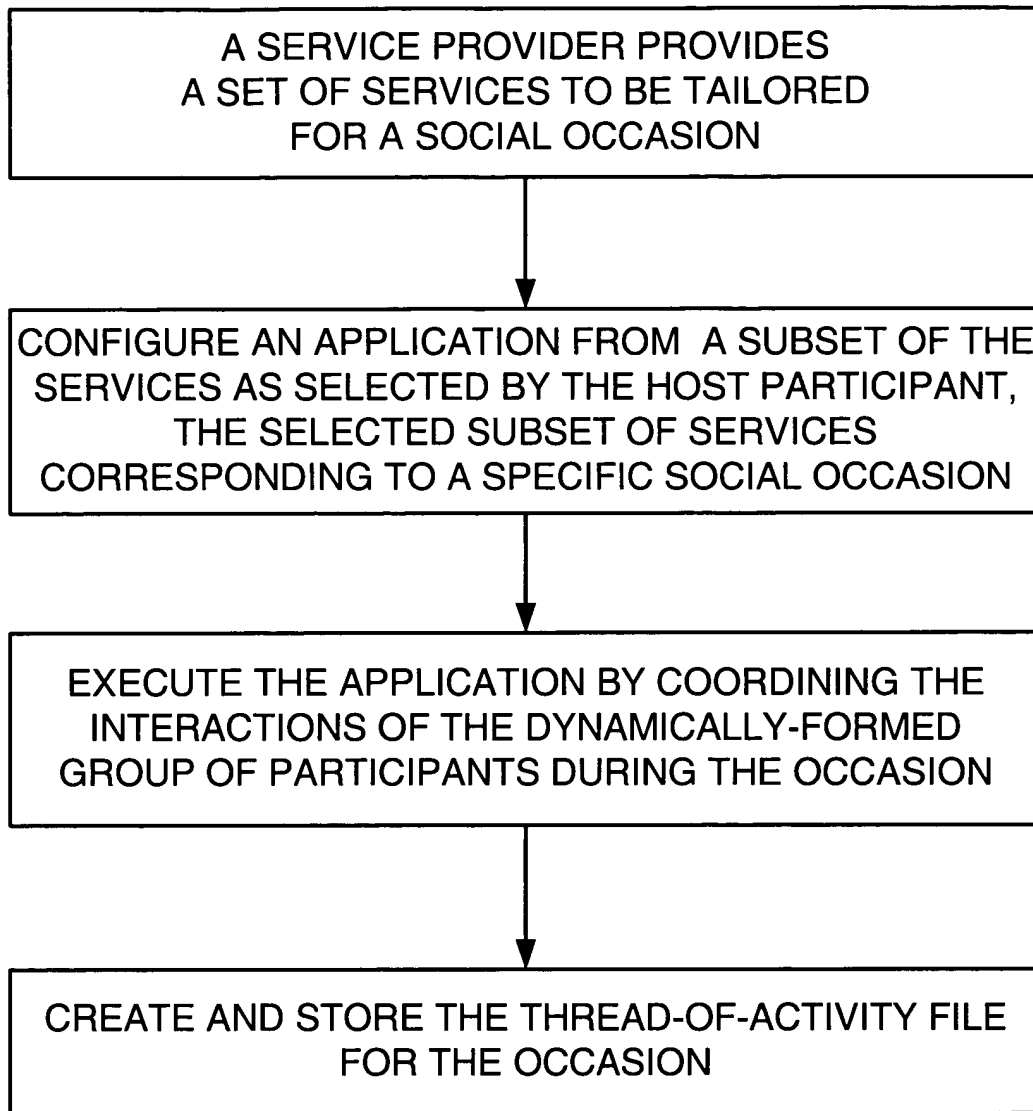 A SERVICE PROVIDER PROVIDES
A SET OF SERVICES TO BE TAILORED
FOR A SOCIAL OCCASION
CONFIGURE AN APPLICATION FROM A SUBSET OF THE
SERVICES AS SELECTED BY THE HOST PARTICIPANT,
THE SELECTED SUBSET OF SERVICES
CORRESPONDING TO A SPECIFIC SOCIAL OCCASION
EXECUTE THE APPLICATION BY COORDINING THE
INTERACTIONS OF THE DYNAMICALLY-FORMED
GROUP OF PARTICIPANTS DURING THE OCCASION
CREATE AND STORE THE THREAD-OF-ACTIVITY FILE
FOR THE OCCASION